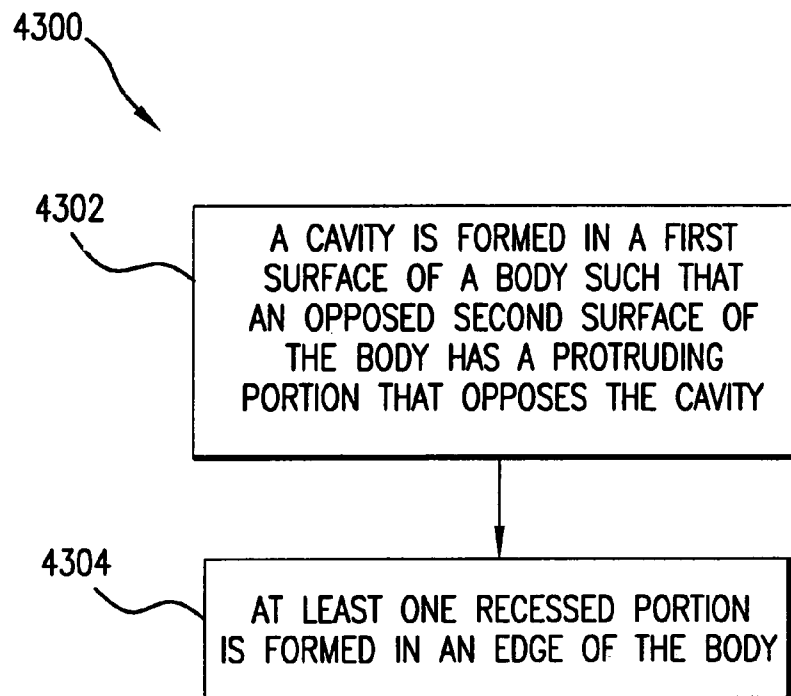 4300
4302
A CAVITY IS FORMED IN A FIRST
SURFACE OF A BODY SUCH THAT
AN OPPOSED SECOND SURFACE OF
THE BODY HAS A PROTRUDING
PORTION THAT OPPOSES THE CAVITY
4304
AT LEAST ONE RECESSED PORTION
IS FORMED IN AN EDGE OF THE BODY